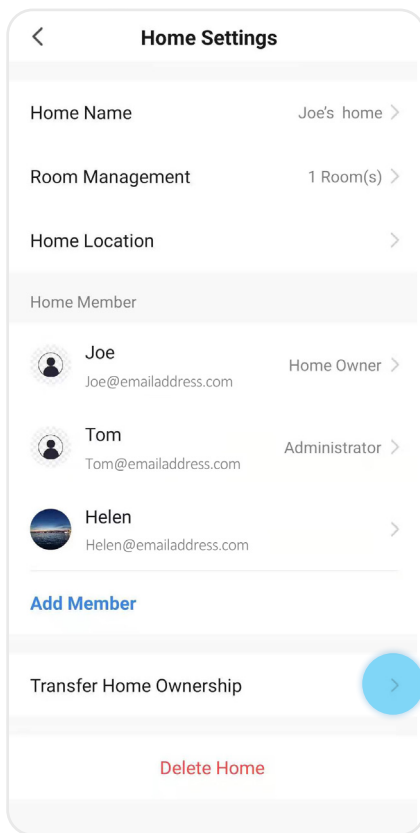 Home Settings
Home Name Joe's home
Room Management 1 Room(s)
Home Location
Home Member
Joe
Joe@emailaddress.com Home Owner
Tom
Tom@emailaddress.com Administrator
Helen
Helen@emailaddress.com
Add Member
Transfer Home Ownership
Delete Home